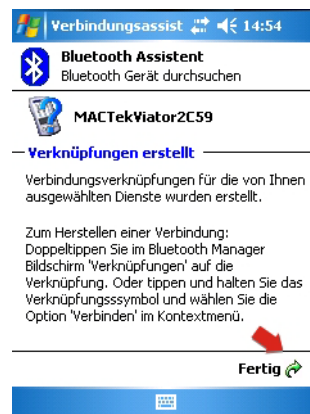 Verbindungsassist 14:54
Bluetooth Assistent
Bluetooth Gerät durchsuchen
MACTekViator2C59
Verknüpfungen erstellt
Verbindungsverknüpfungen für die von Ihnen
ausgewählten Dienste wurden erstellt.
Zum Herstellen einer Verbindung:
Doppeltippen Sie im Bluetooth Manager
Bildschirm 'Verknüpfungen' auf die
Verknüpfung. Oder tippen und halten Sie das
Verknüpfungsssymbol und wählen Sie die
Option 'Verbinden' im Kontextmenü.
Fertig